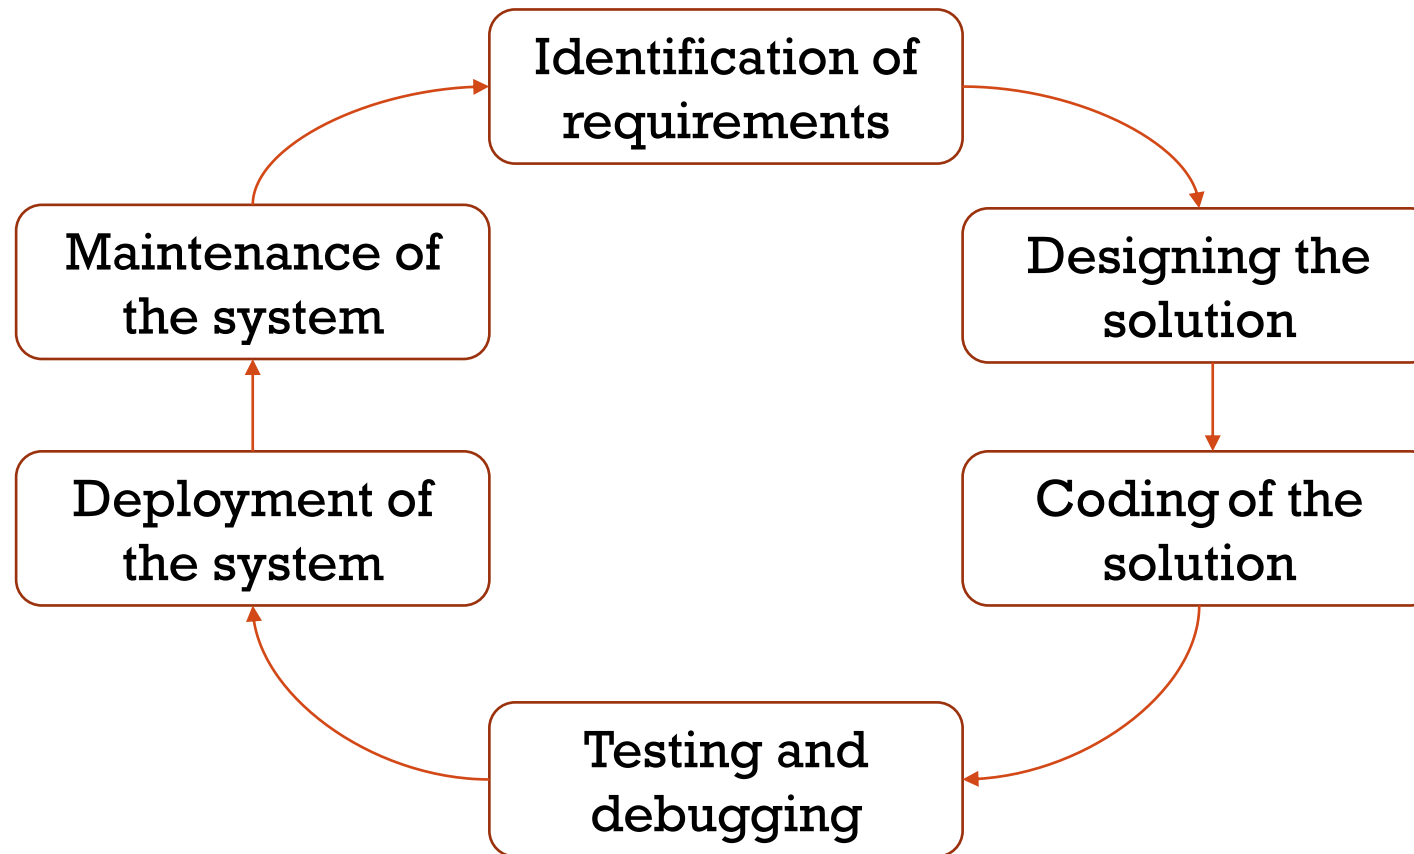 Identification of
requirements
Designing the
solution
Coding of the
solution
Testing and
debugging
Deployment of
the system
Maintenance of
the system